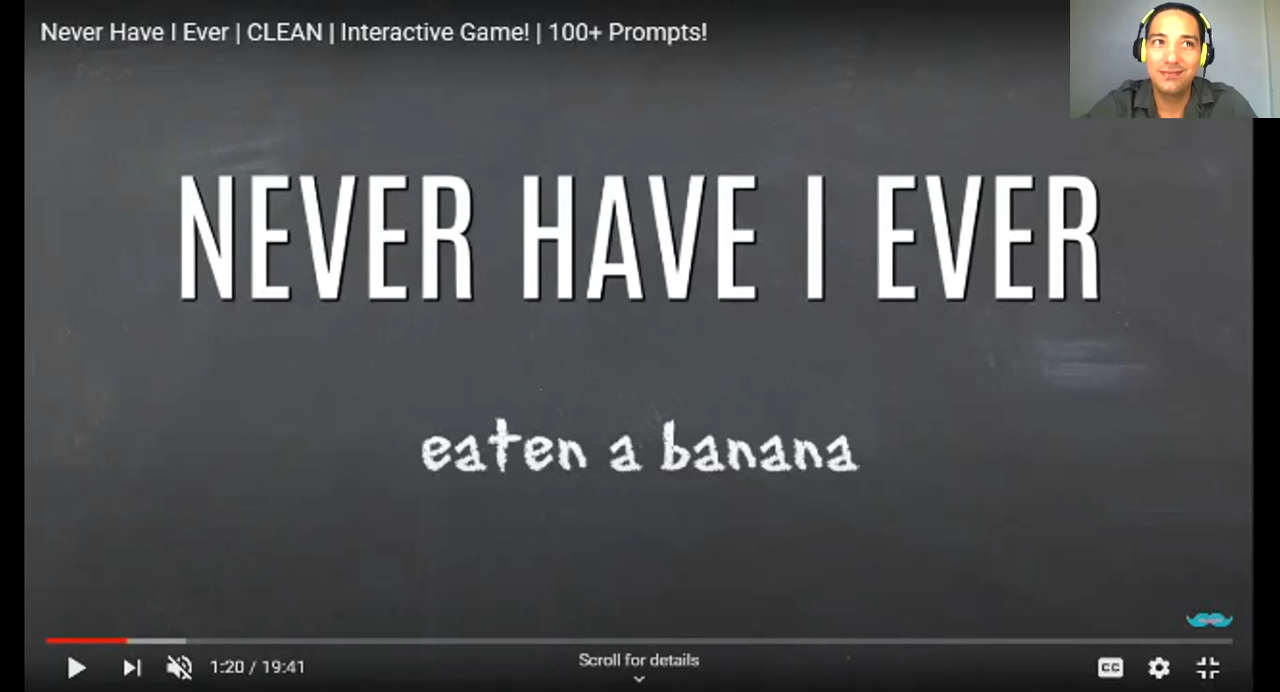 Never Have I Ever | CLEAN | Interactive Game! | 100+ Prompts!
NEVER HAVE I EVER
eaten a banana
1:20 / 19:41
Scroll for details
CC